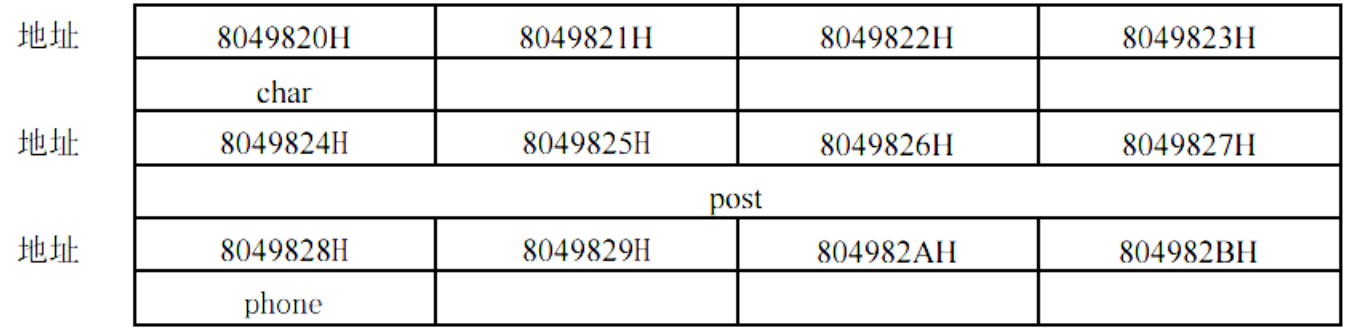 地址 8049820H 8049821H 8049822H 8049823H
char
地址 8049824H 8049825H 8049826H 8049827H
post
地址 8049828H 8049829H 804982AH 804982BH
phone